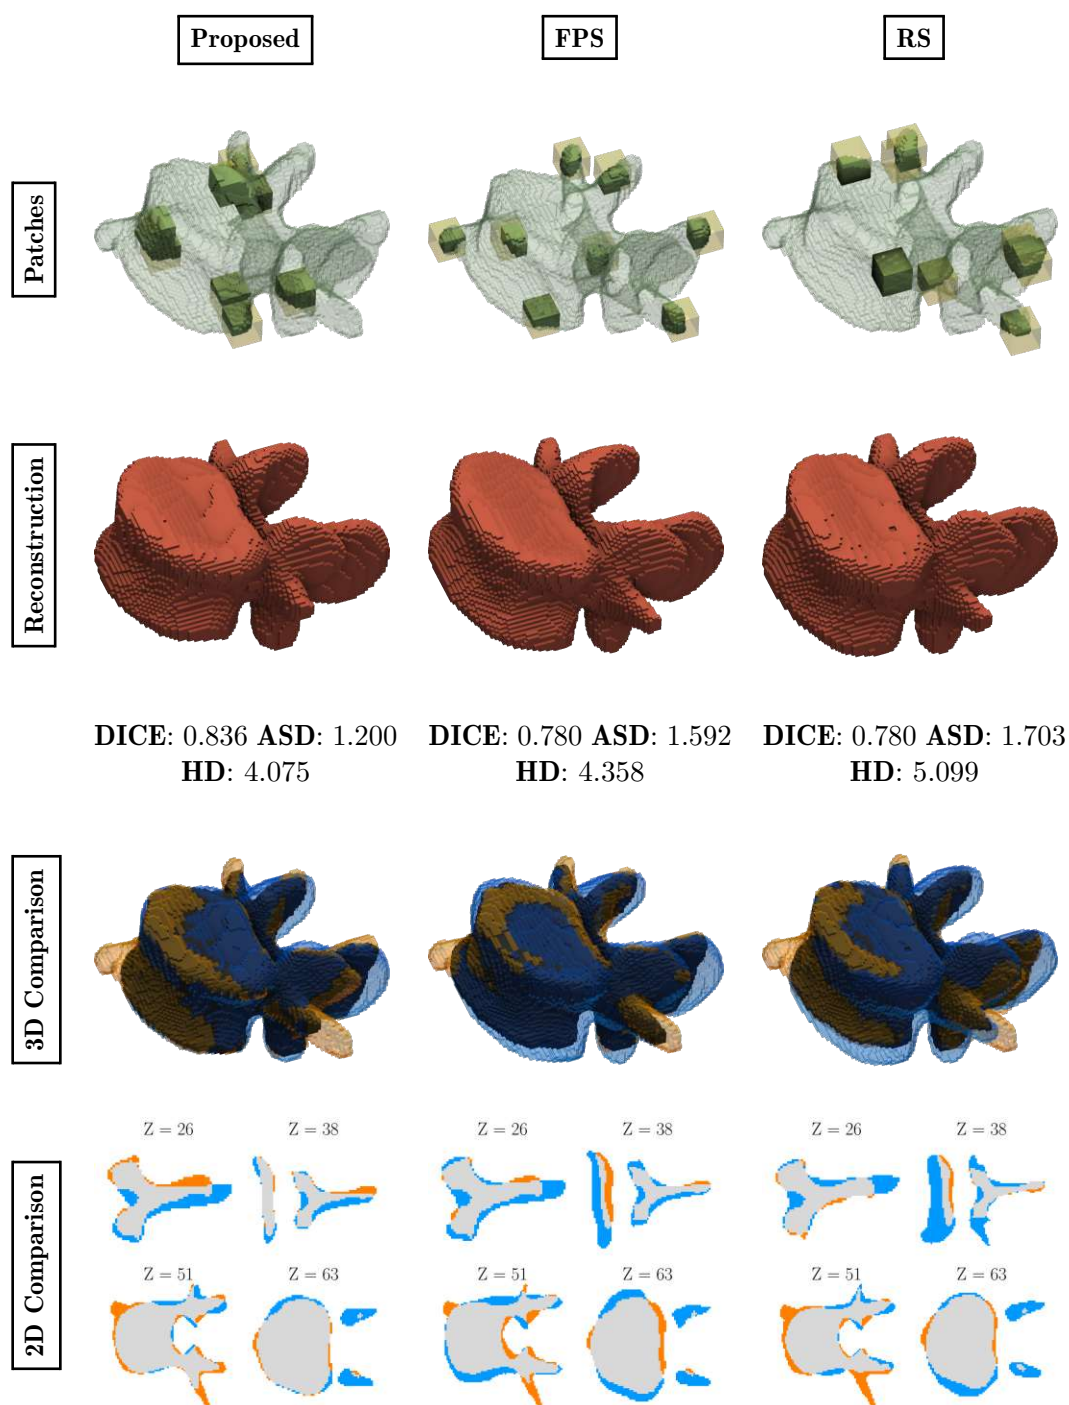 Proposed FPS RS
Patches
Reconstruction
DICE: 0.836 ASD: 1.200 DICE: 0.780 ASD: 1.592 DICE: 0.780 ASD: 1.703
HD: 4.075 HD: 4.358 HD: 5.099
3D Comparison
Z = 26 Z = 38 Z = 26 Z = 38 Z = 26 Z = 38
2D Comparison
Z = 51 Z = 63 Z = 51 Z = 63 Z = 51 Z = 63